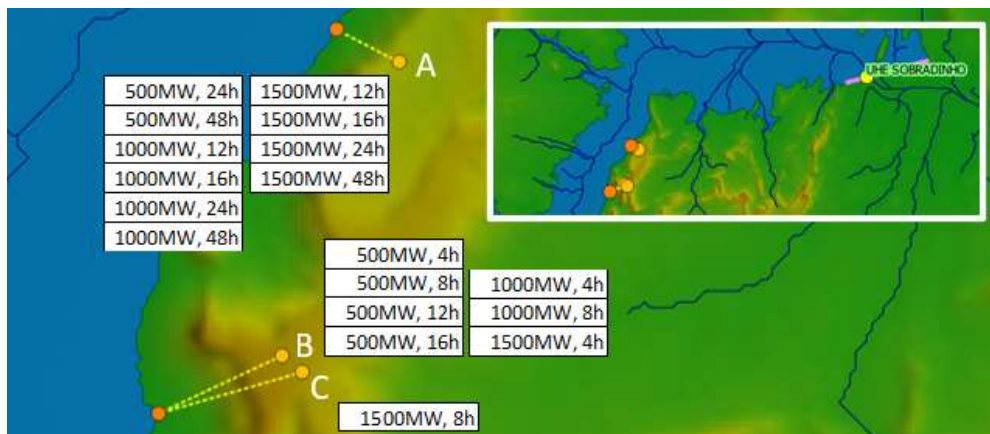 A
500MW, 24h
500MW, 48h
1000MW, 12h
1000MW, 16h
1000MW, 24h
1000MW, 48h
1500MW, 12h
1500MW, 16h
1500MW, 24h
1500MW, 48h
UHE SOBRADINHO
500MW, 4h
500MW, 8h
500MW, 12h
500MW, 16h
1000MW, 4h
1000MW, 8h
1500MW, 4h
B
C
1500MW, 8h